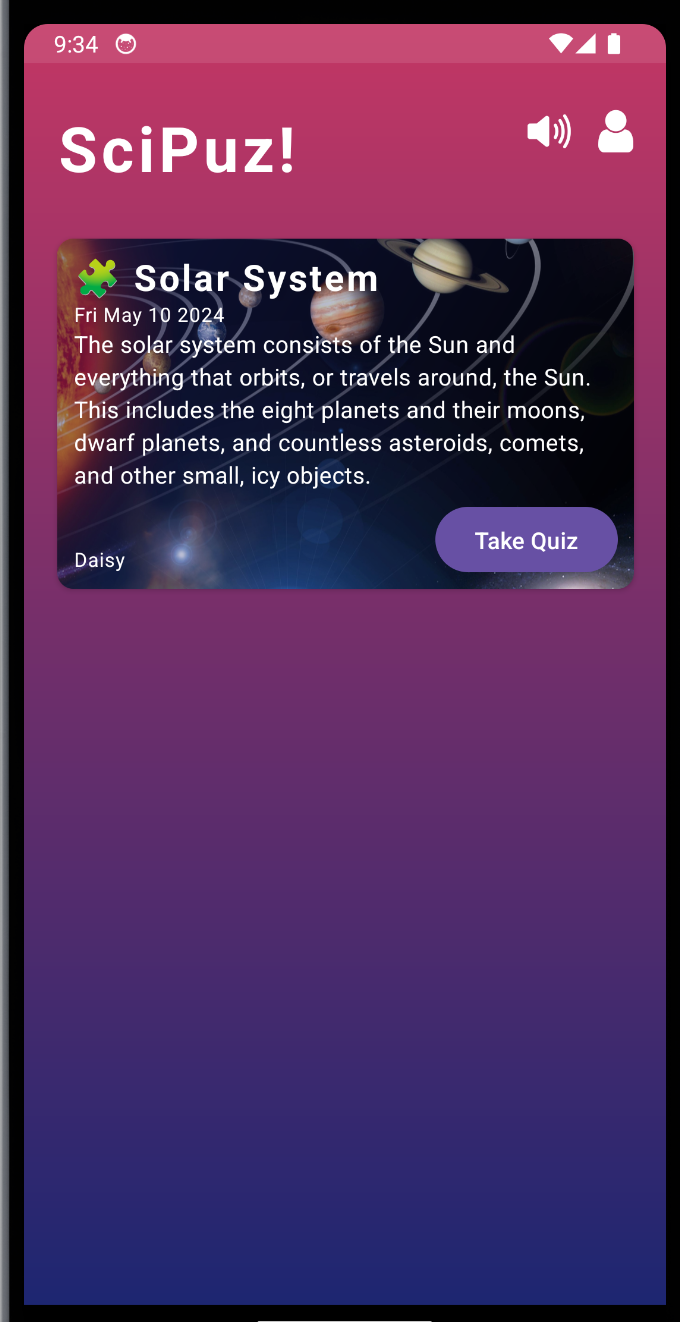 9:34
SciPuz!
Solar System
Fri May 10 2024
The solar system consists of the Sun and
everything that orbits, or travels around, the Sun.
This includes the eight planets and their moons,
dwarf planets, and countless asteroids, comets,
and other small, icy objects.
Take Quiz
Daisy